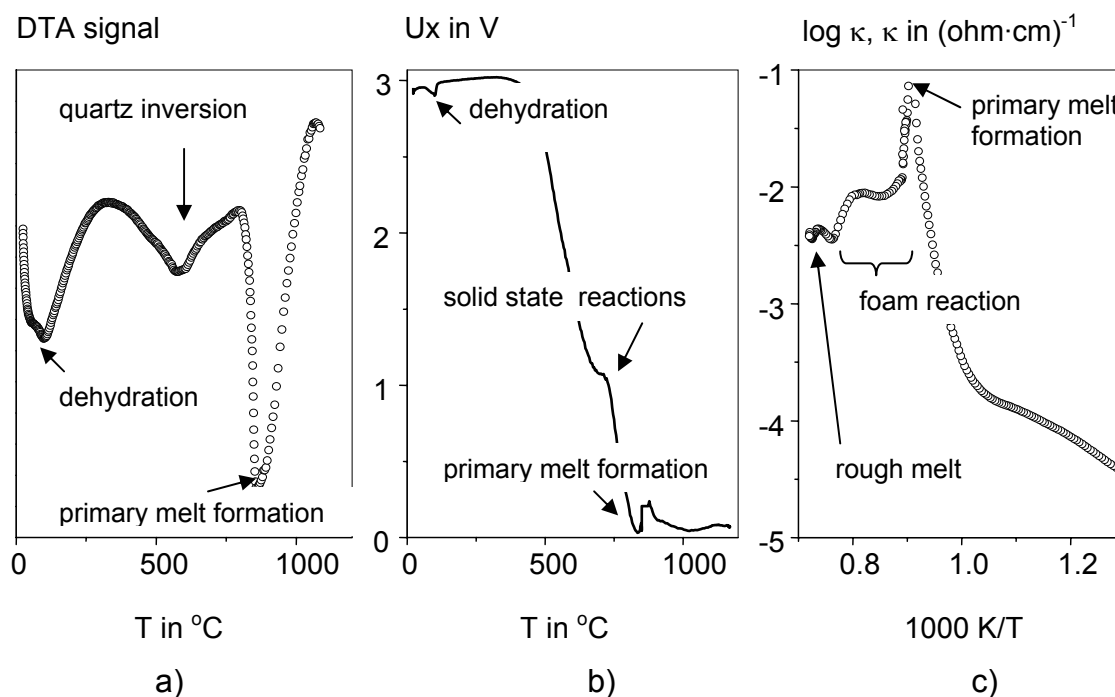 DTA signal
quartz inversion
dehydration
primary melt formation
0
500
1000
T in °C
a)
Ux in V
3
2
1
0
dehydration
solid state reactions
primary melt formation
0
500
1000
T in °C
b)
log κ, κ in (ohm·cm)⁻¹
-1
-2
-3
-4
-5
primary melt
formation
foam reaction
rough melt
0.8
1.0
1.2
1000 K/T
c)